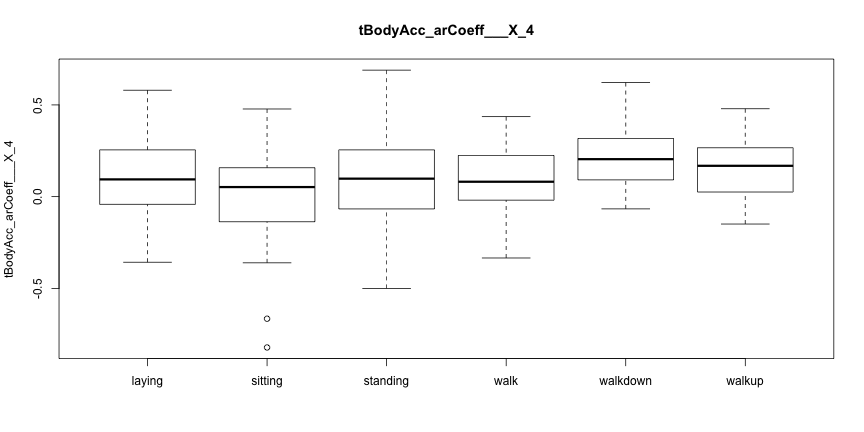 tBodyAcc_arCoeff___X_4
tBodyAcc_arCoeff___X_4
0.5
0.0
-0.5
laying sitting standing walk walkdown walkup